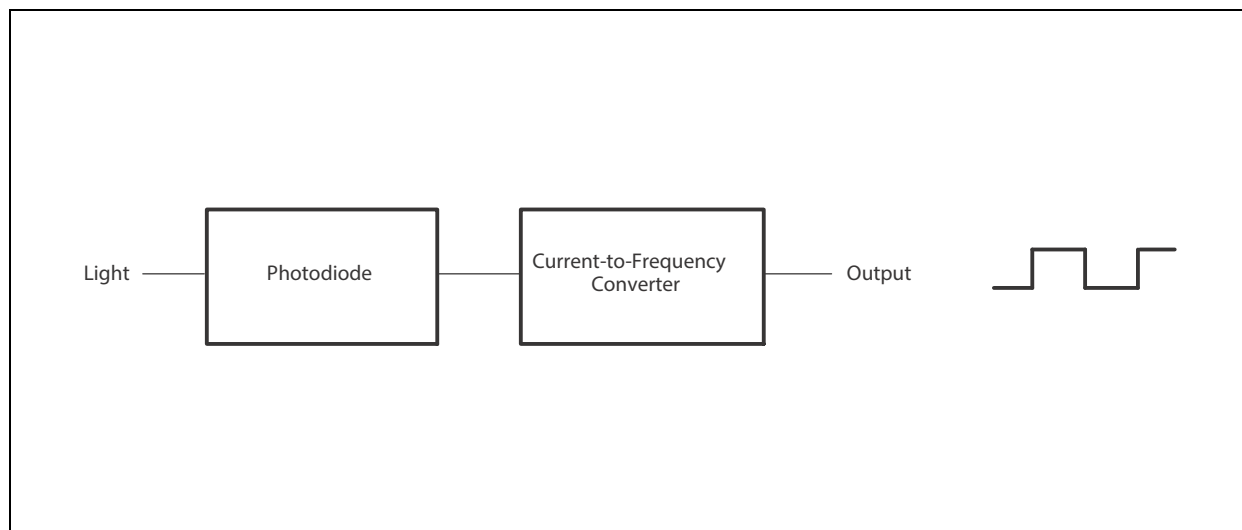 Light
Photodiode
Current-to-Frequency
Converter
Output